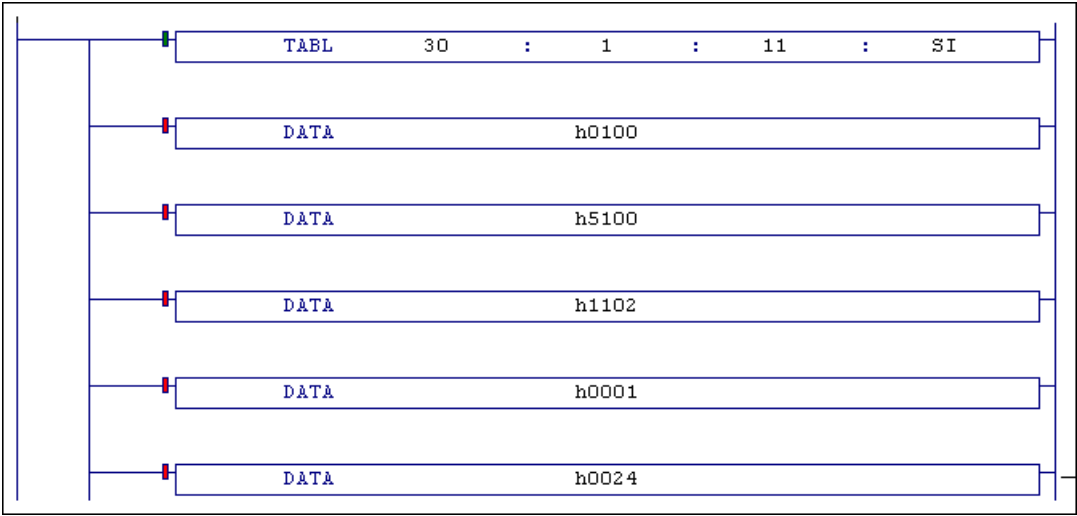 TABL 30 : 1 : 11 : SI
DATA h0100
DATA h5100
DATA h1102
DATA h0001
DATA h0024